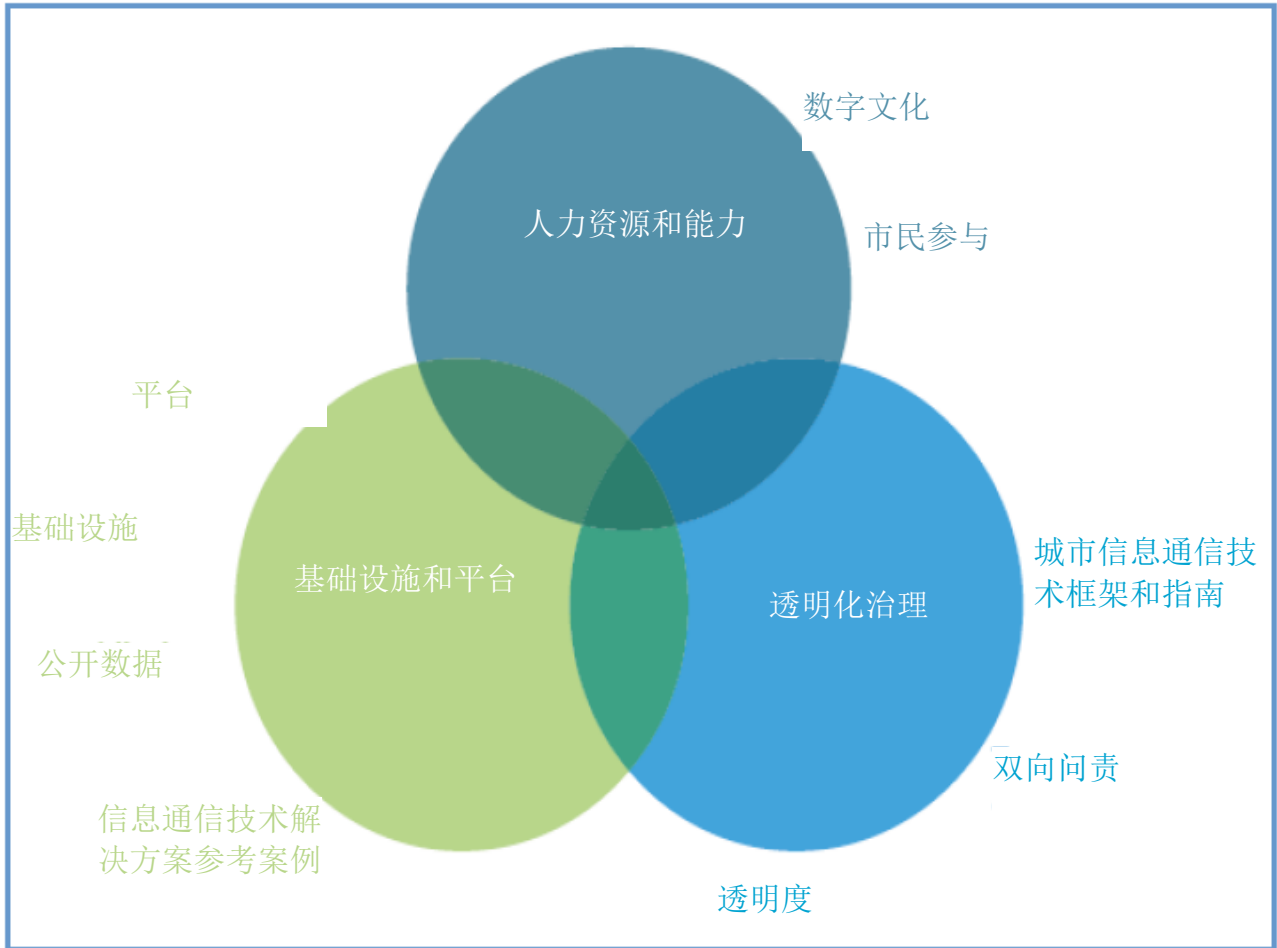 数字文化
人力资源和能力
市民参与
平台
基础设施
基础设施和平台
透明化治理
城市信息通信技
术框架和指南
公开数据
双向问责
信息通信技术解
决方案参考案例
透明度